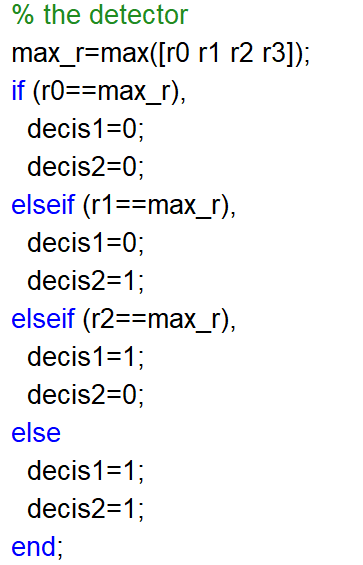 % the detector
max_r=max([r0 r1 r2 r3]);
if (r0==max_r),
decis1=0;
decis2=0;
elseif (r1==max_r),
decis1=0;
decis2=1;
elseif (r2==max_r),
decis1=1;
decis2=0;
else
decis1=1;
decis2=1;
end;